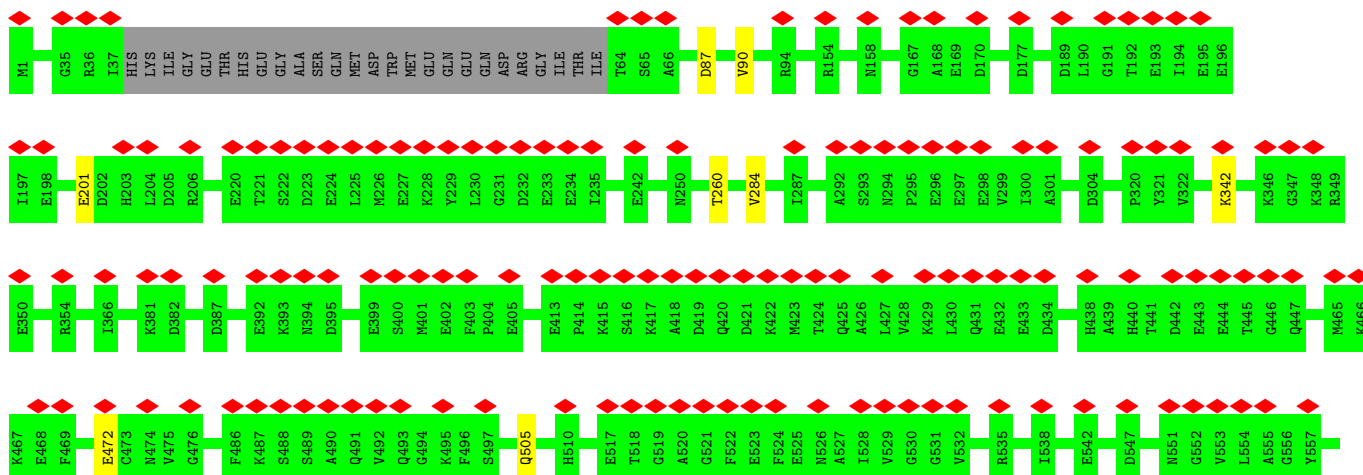 M1 G35 R36 I37 HIS LYS ILE GLY GLU THR HIS GLU GLY ALA SER GLN MET ASP TRP MET GLU GLN GLU GLN ASP ARG GLY ILE THR ILE T64 S65 A66 D87 V90 R94 R154 N158 G167 A168 E169 D170 D177 D189 L190 G191 T192 E193 I194 E195 E196
I197 E198 E201 D202 H203 L204 D205 R206 E220 T221 S222 D223 E224 L225 M226 E227 K228 Y229 L230 G231 D232 E233 E234 I235 E242 N250 T260 V284 I287 A292 S293 N294 P295 E296 E297 E298 V299 I300 A301 D304 P320 Y321 V322 K342 K346 G347 K348 R349
E350 R354 I366 K381 D382 D387 E392 K393 N394 D395 E399 S400 M401 E402 F403 P404 E405 E413 P414 K415 S416 K417 A418 D419 Q420 D421 K422 M423 T424 Q425 A426 L427 V428 K429 L430 Q431 E432 E433 D434 H438 A439 H440 T441 D442 E443 E444 T445 G446 Q447 M465 K466
K467 E468 F469 E472 C473 N474 V475 G476 F486 K487 S488 S489 A490 Q491 V492 Q493 G494 K495 F496 S497 Q505 H510 E517 T518 G519 A520 G521 F522 E523 F524 E525 N526 A527 I528 V529 G530 G531 V532 R535 I538 E542 D547 N551 G552 V553 L554 A555 G556 Y557